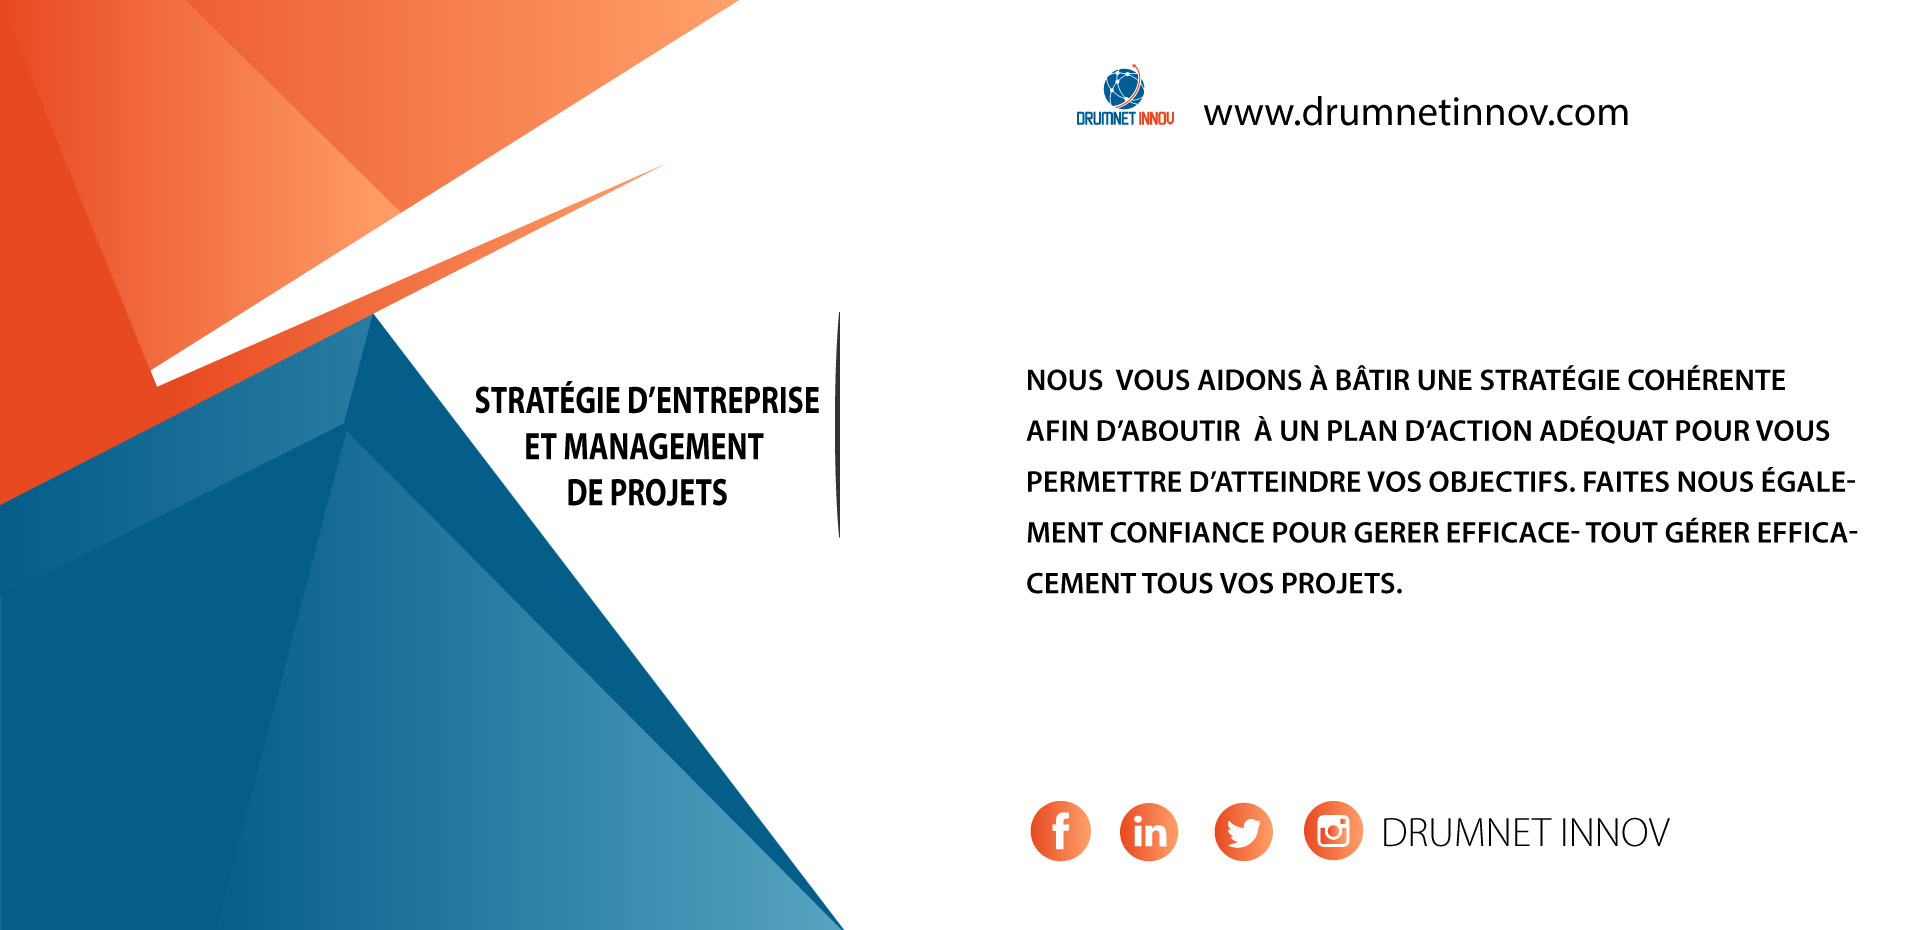 DRUMNET INNOV
www.drumnetinnov.com
STRATÉGIE D’ENTREPRISE
ET MANAGEMENT
DE PROJETS
NOUS  VOUS AIDONS À BÂTIR UNE STRATÉGIE COHÉRENTE
AFIN D’ABOUTIR  À UN PLAN D’ACTION ADÉQUAT POUR VOUS
PERMETTRE D’ATTEINDRE VOS OBJECTIFS. FAITES NOUS ÉGALE-
MENT CONFIANCE POUR GERER EFFICACE- TOUT GÉRER EFFICA-
CEMENT TOUS VOS PROJETS.
DRUMNET INNOV